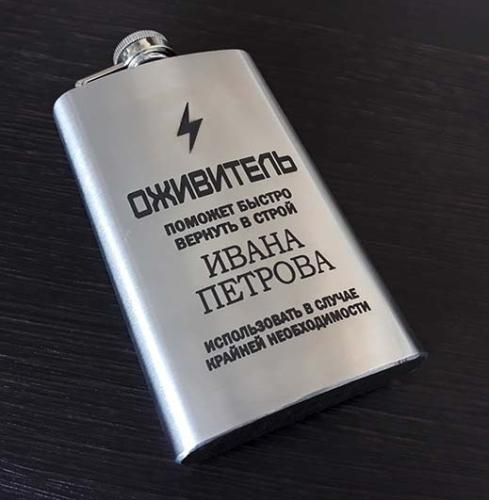 ОЖИВИТЕЛЬ
ПОМОЖЕТ БЫСТРО
ВЕРНУТЬ В СТРОЙ
ИВАНА
ПЕТРОВА
ИСПОЛЬЗОВАТЬ В СЛУЧАЕ
КРАЙНЕЙ НЕОБХОДИМОСТИ